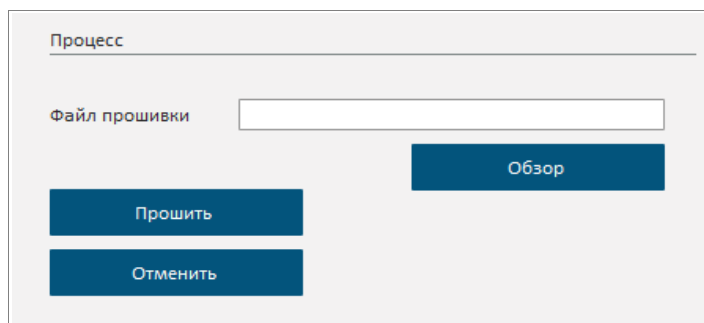 Процесс
Файл прошивки
Обзор
Прошить
Отменить